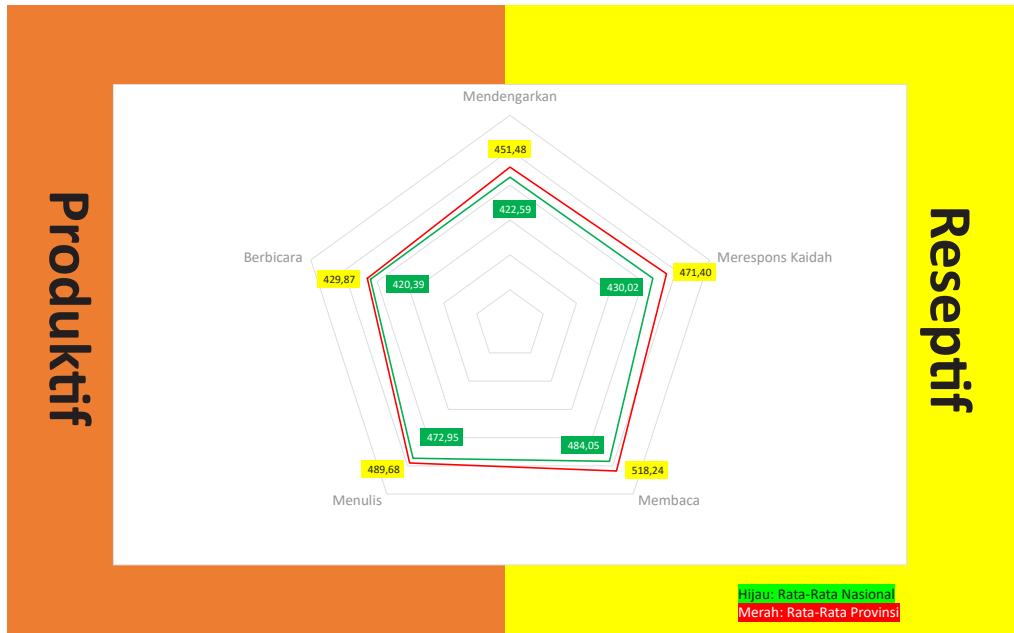 Mendengarkan
451,48
422,59
Berbicara
Merespons Kaidah
429,87
420,39
430,02
471,40
Produktif
Reseptif
472,95
484,05
489,68
518,24
Menulis
Membaca
Hijau: Rata-Rata Nasional
Merah: Rata-Rata Provinsi